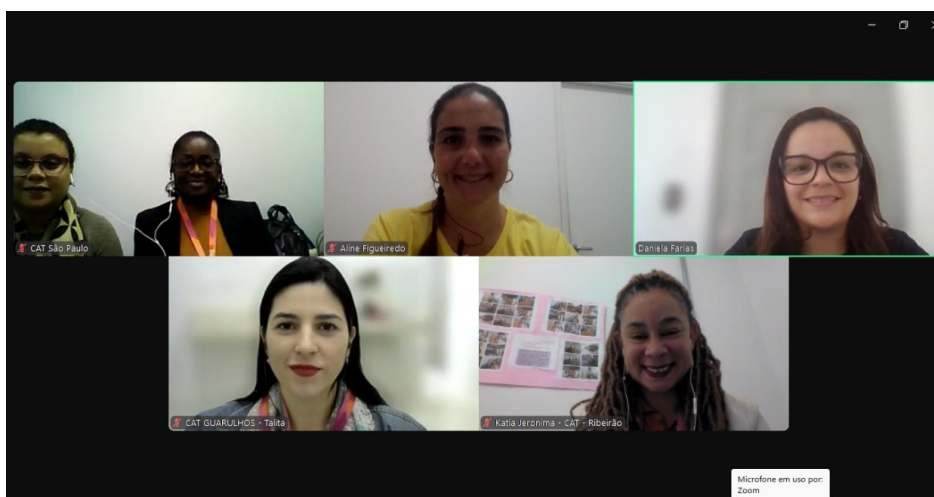 CAT São Paulo
Aline Figueiredo
Daniela Farias
CAT GUARULHOS - Talita
Katia Jeronima - CAT - Ribeirão
Microfone em uso por:
Zoom